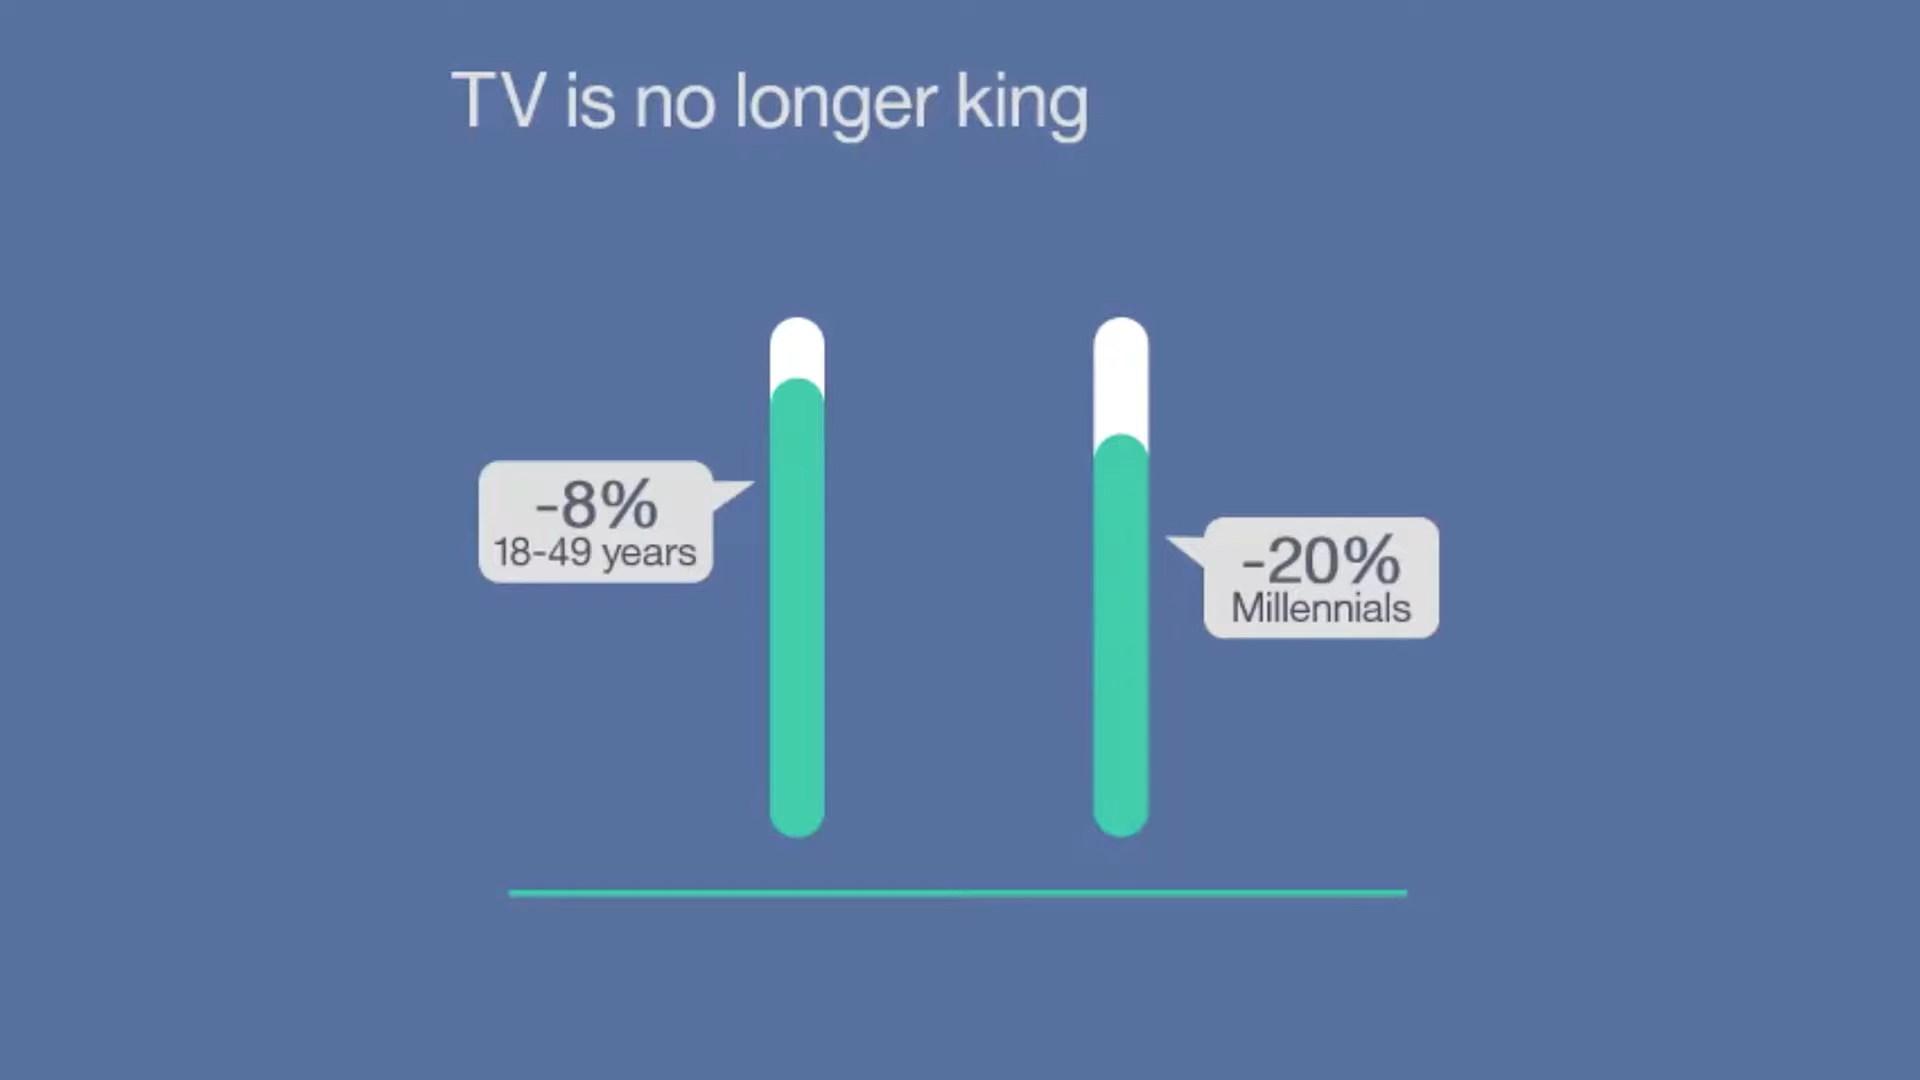 TV is no longer king
-8%
18-49 years
-20%
Millennials